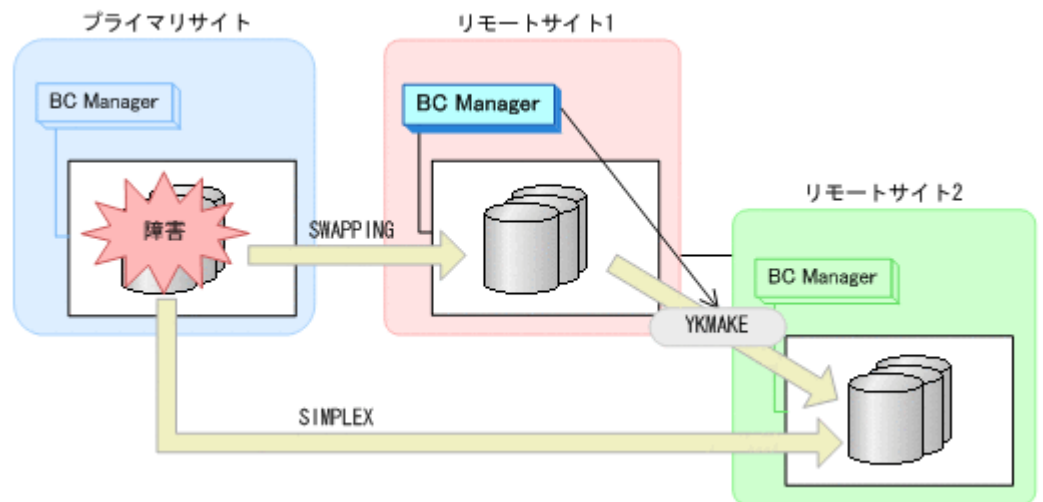 プライマリサイト
リモートサイト1
BC Manager
BC Manager
リモートサイト2
障害
SWAPPING
BC Manager
YKMAKE
SIMPLEX